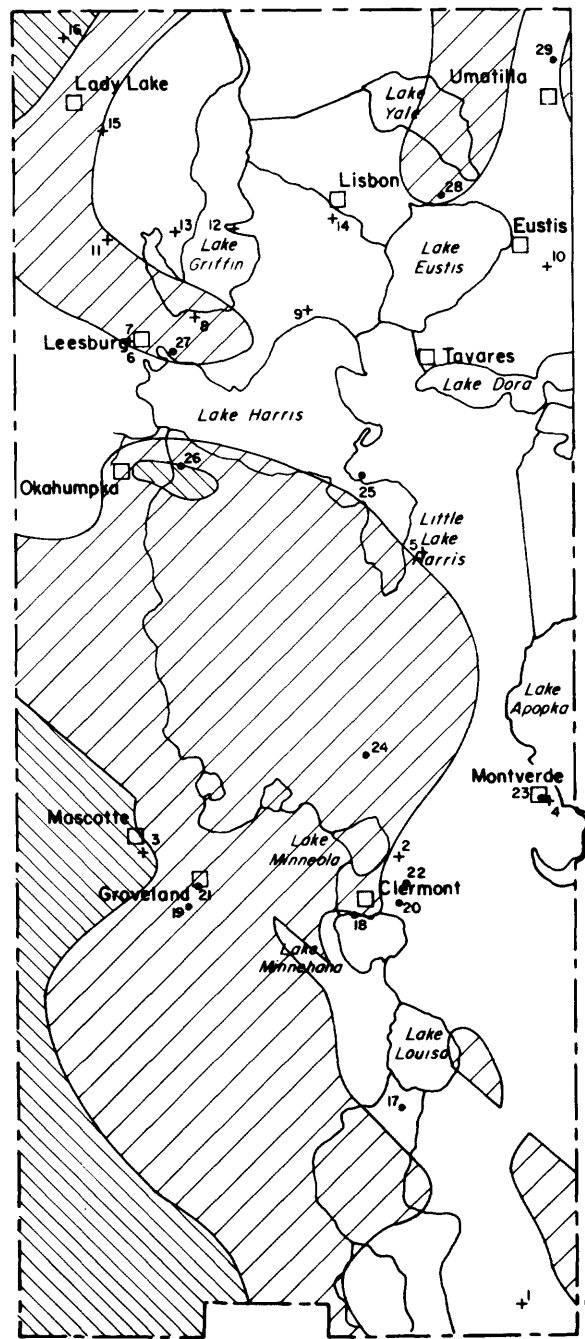 16
29
Lady Lake
Umatilla
Lake
Yale
15
Lisbon
28
13
12
14
Eustis
11
Lake
Griffin
Lake
Eustis
10
8
9
7
Leesburg
6
27
Tavares
Lake Dora
Lake Harris
26
Okahumpka
25
Little
Lake
Harris
5
Lake
Apopka
24
Montverde
23
4
Mascotte
3
Lake
Minneola
2
22
Clermont
Groveland
21
19
20
18
Lake
Minnehaha
Lake
Louisa
17
1